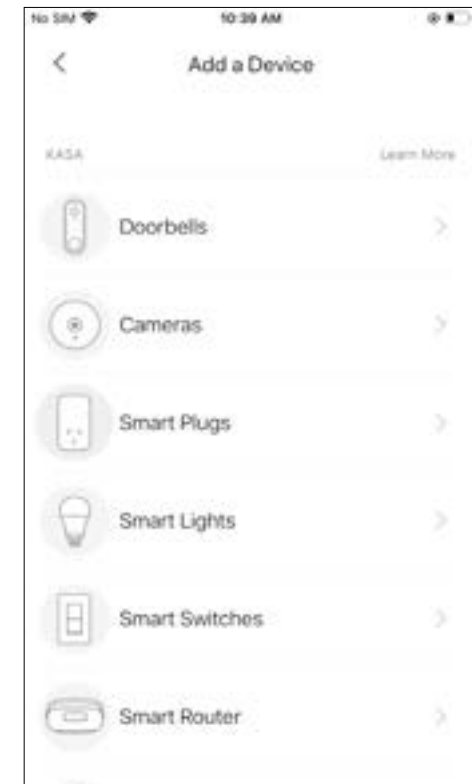 No SIM 10:39 AM
Add a Device
KASA Learn More
Doorbells
Cameras
Smart Plugs
Smart Lights
Smart Switches
Smart Router